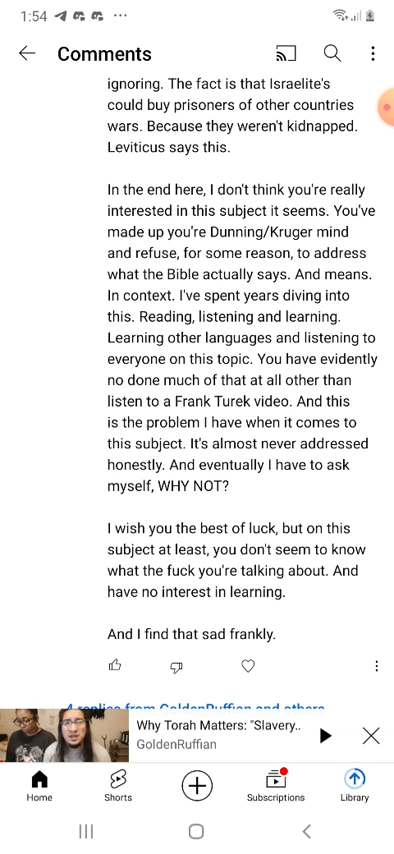 1:54
Comments
ignoring. The fact is that Israelite's
could buy prisoners of other countries
wars. Because they weren't kidnapped.
Leviticus says this.
In the end here, I don't think you're really
interested in this subject it seems. You've
made up you're Dunning/Kruger mind
and refuse, for some reason, to address
what the Bible actually says. And means.
In context. I've spent years diving into
this. Reading, listening and learning.
Learning other languages and listening to
everyone on this topic. You have evidently
no done much of that at all other than
listen to a Frank Turek video. And this
is the problem I have when it comes to
this subject. It's almost never addressed
honestly. And eventually I have to ask
myself, WHY NOT?
I wish you the best of luck, but on this
subject at least, you don't seem to know
what the fuck you're talking about. And
have no interest in learning.
And I find that sad frankly.
4 replies from GoldenRuffian and others
Why Torah Matters: "Slavery..
GoldenRuffian
Home
Shorts
Subscriptions
Library